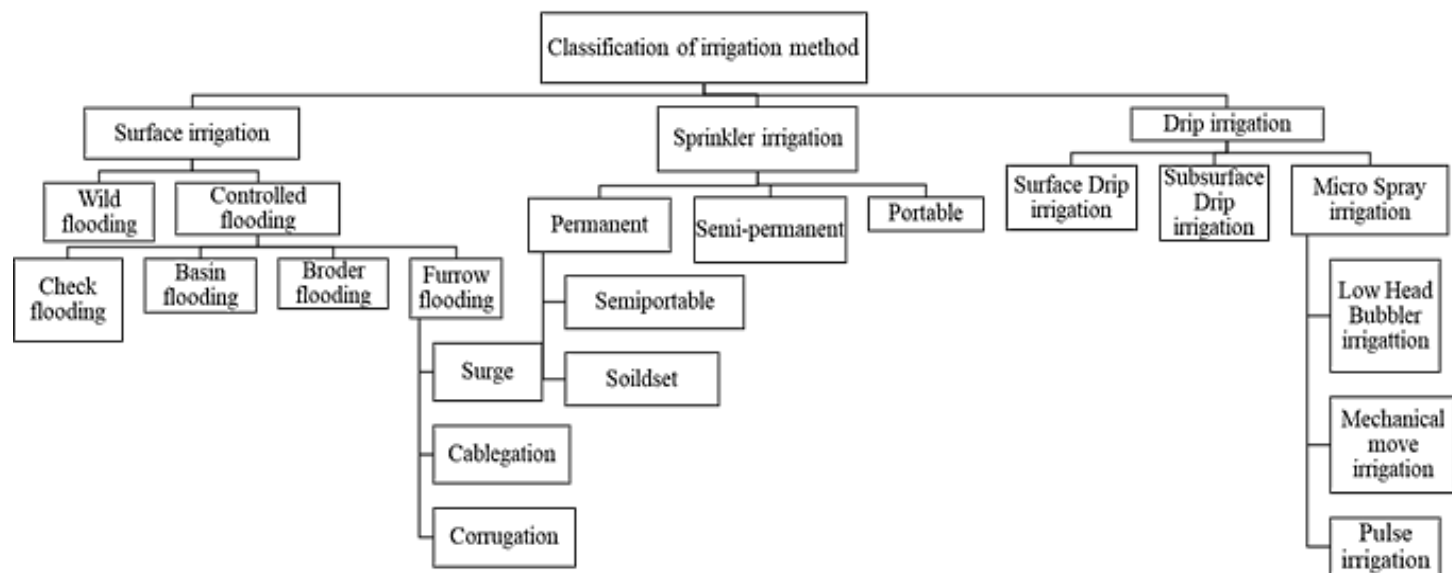 Classification of irrigation method
Surface irrigation
Sprinkler irrigation
Drip irrigation
Wild
flooding
Controlled
flooding
Permanent
Semi-permanent
Portable
Surface Drip
irrigation
Subsurface
Drip
irrigation
Micro Spray
irrigation
Check
flooding
Basin
flooding
Broder
flooding
Furrow
flooding
Semiportable
Low Head
Bubbler
irrigattion
Surge
Soildset
Cablegation
Mechanical
move
irrigation
Corrugation
Pulse
irrigation